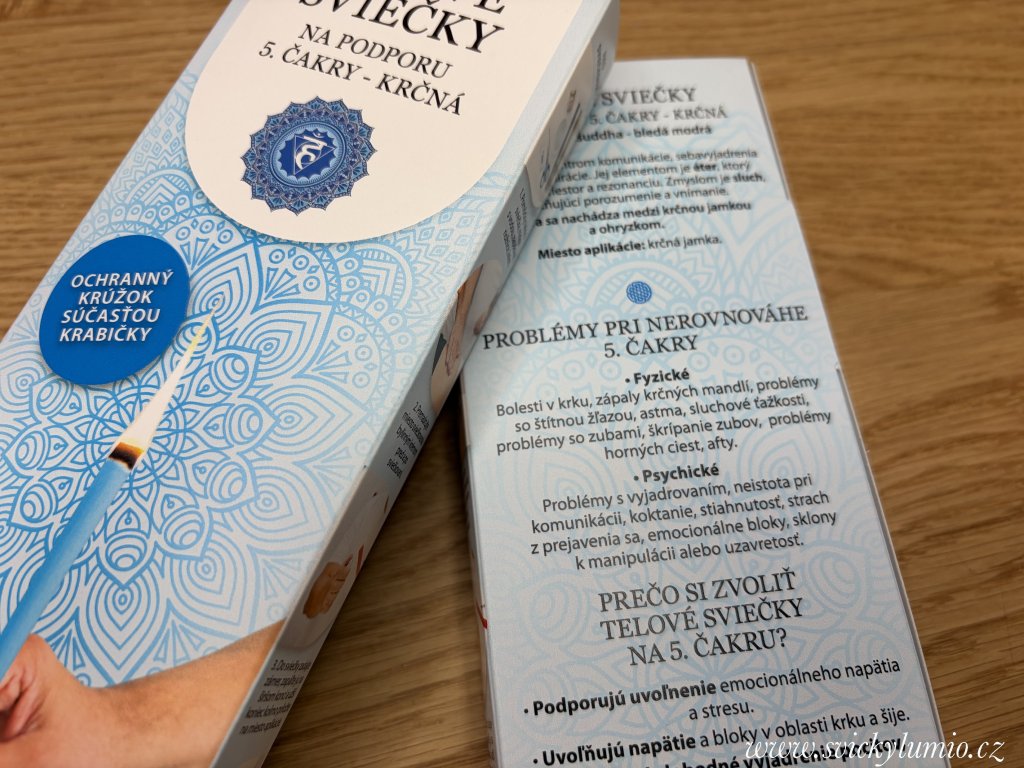 SVIEČKY
NA PODPORU
5. ČAKRY - KRČNÁ
OCHRANNÝ
KRÚŽOK
SÚČASŤOU
KRABIČKY
SVIEČKY
5. ČAKRY - KRČNÁ
- bledá modrá
komunikácie, sebavyjadrenia
Jej elementom je éter, ktorý
a rezonanciu. Zmyslom je sluch,
porozumenie a vnímanie.
a sa nachádza medzi krčnou jamkou
a ohryzkom.
Miesto aplikácie: krčná jamka.
PROBLÉMY PRI NEROVNOVÁHE
5. ČAKRY
• Fyzické
Bolesti v krku, zápaly krčných mandlí, problémy
so štítnou žľazou, astma, sluchové ťažkosti,
problémy so zubami, škrípanie zubov, problémy
horných ciest, afty.
• Psychické
Problémy s vyjadrovaním, neistota pri
komunikácii, koktanie, stiahnutosť, strach
z prejavenia sa, emocionálne bloky, sklony
k manipulácii alebo uzavretosť.
PREČO SI ZVOLIŤ
TELOVÉ SVIEČKY
NA 5. ČAKRU?
• Podporujú uvoľnenie emocionálneho napätia
a stresu.
• Uvoľňujú napätie a bloky v oblasti krku a šije.
www.svickylumio.cz